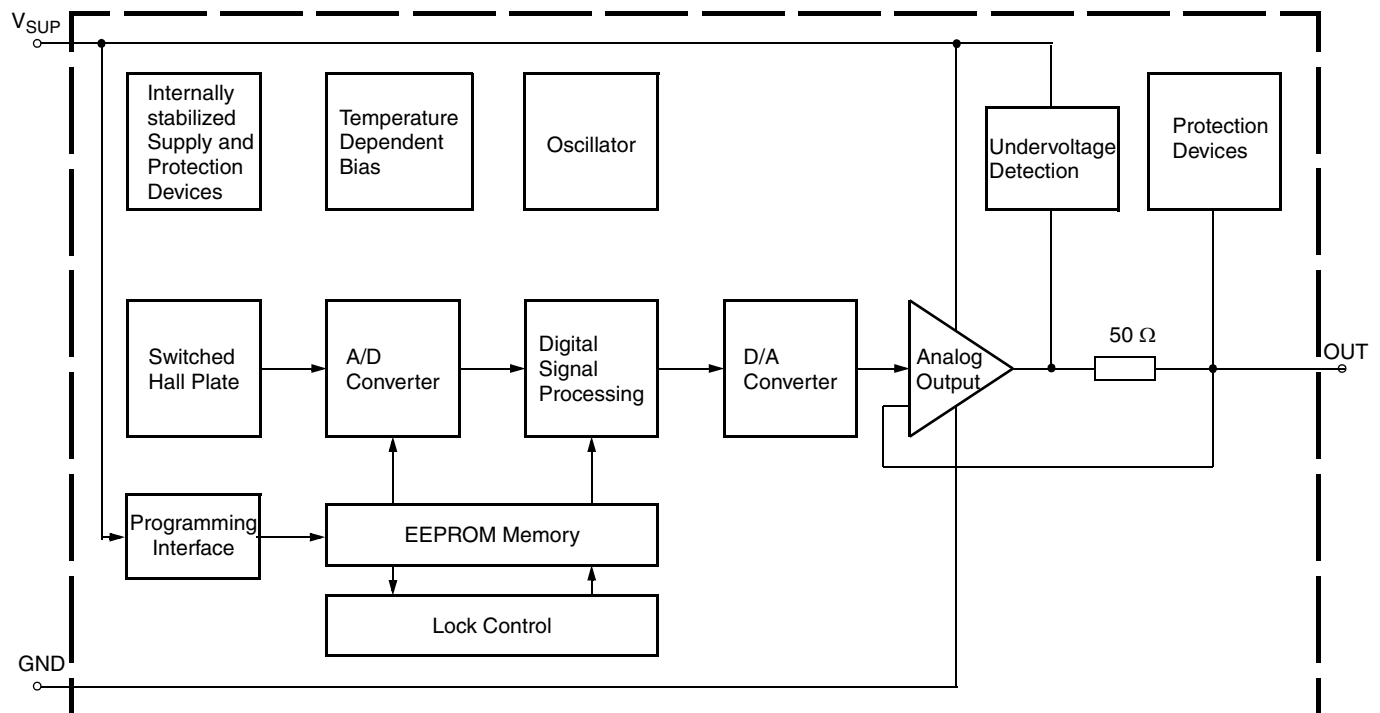 VSUP
Internally
stabilized
Supply and
Protection
Devices
Temperature
Dependent
Bias
Oscillator
Undervoltage
Detection
Protection
Devices
Switched
Hall Plate
A/D
Converter
Digital
Signal
Processing
D/A
Converter
Analog
Output
50 Ω
OUT
Programming
Interface
EEPROM Memory
Lock Control
GND